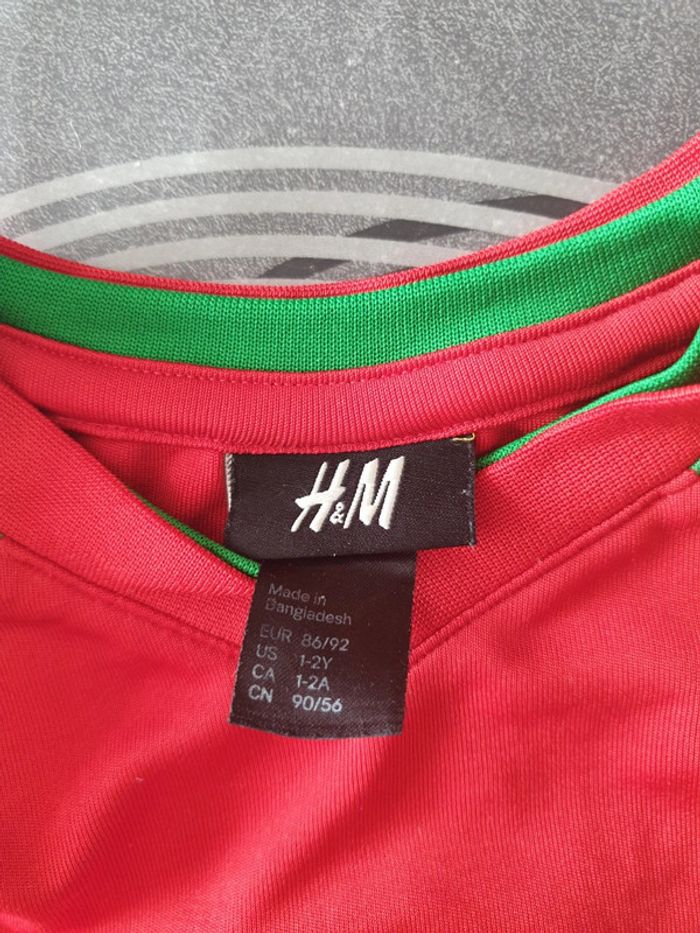 H&M
Made in
Bangladesh
EUR 86/92
US 1-2Y
CA 1-2A
CN 90/56